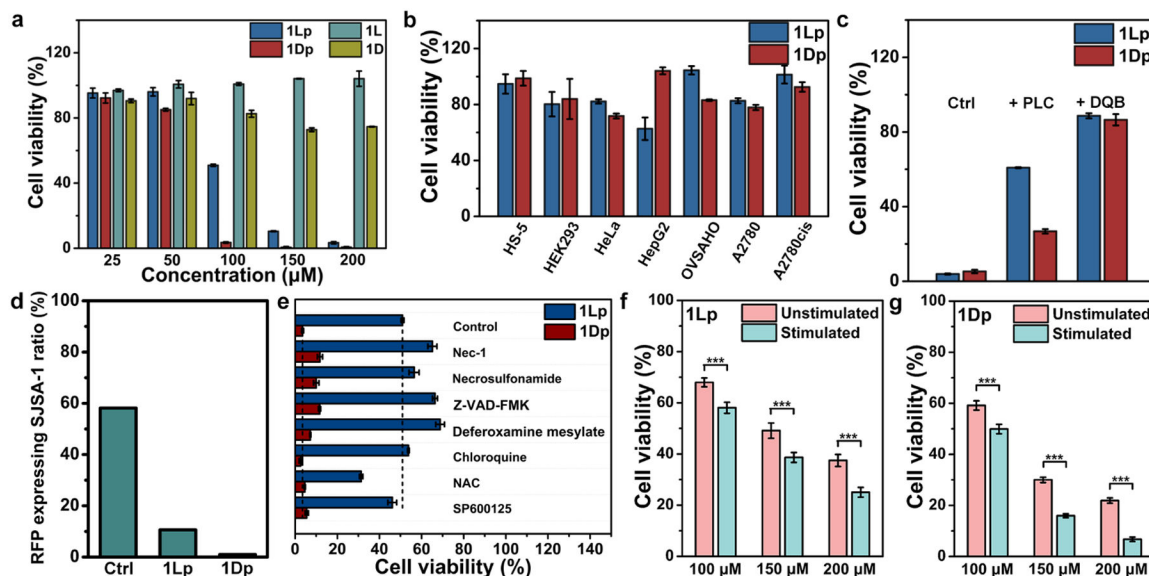 a
1Lp 1L
1Dp 1D
Cell viability (%)
120
80
40
0
25 50 100 150 200
Concentration (µM)
b
1Lp
1Dp
Cell viability (%)
140
100
60
20
0
HS-5 HEK293 HeLa HepG2 OVSAHO A2780 A2780cis
c
1Lp
1Dp
Cell viability (%)
120
80
40
0
Ctrl + PLC + DQB
d
RFP expressing SJSA-1 ratio (%)
100
80
60
40
20
0
Ctrl 1Lp 1Dp
e
1Lp
1Dp
Control
Nec-1
Necrosulfonamide
Z-VAD-FMK
Deferoxamine mesylate
Chloroquine
NAC
SP600125
0 20 40 60 80 100 140
Cell viability (%)
f
1Lp
Unstimulated
Stimulated
Cell viability (%)
100
80
60
40
20
0
***
***
***
100 µM 150 µM 200 µM
g
1Dp
Unstimulated
Stimulated
Cell viability (%)
100
80
60
40
20
0
***
***
***
100 µM 150 µM 200 µM